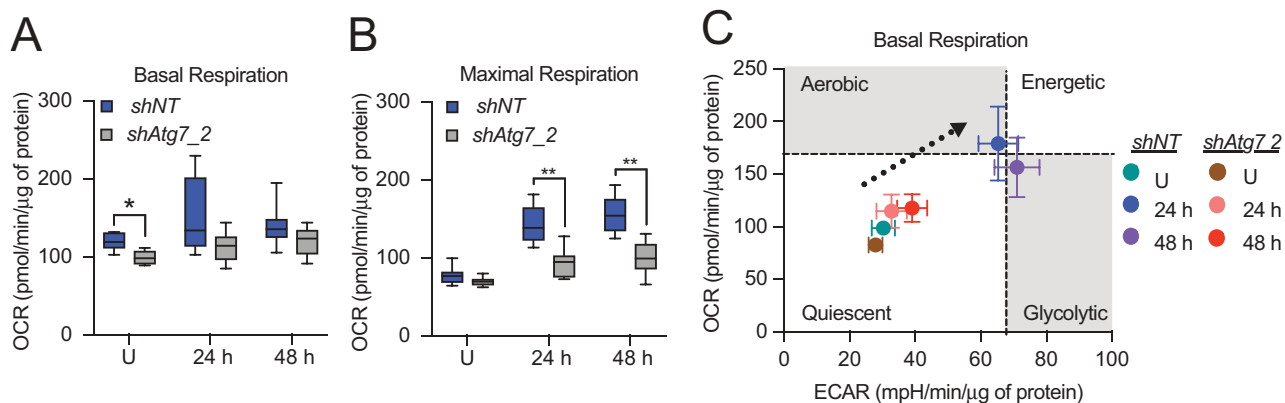 A
Basal Respiration
OCR (pmol/min/µg of protein)
300
200
100
0
shNT
shAtg7_2
*
U
24 h
48 h
B
Maximal Respiration
OCR (pmol/min/µg of protein)
300
200
100
0
shNT
shAtg7_2
**
**
U
24 h
48 h
C
Basal Respiration
OCR (pmol/min/µg of protein)
250
200
150
100
50
0
Aerobic
Energetic
Quiescent
Glycolytic
0 20 40 60 80 100
ECAR (mpH/min/µg of protein)
shNT shAtg7 2
U U
24 h 24 h
48 h 48 h